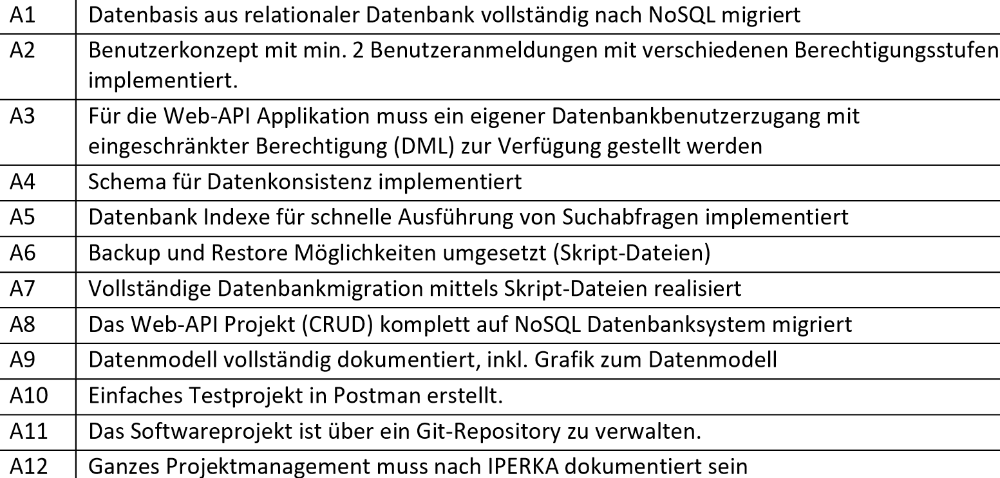 A1 Datenbasis aus relationaler Datenbank vollständig nach NoSQL migriert
A2 Benutzerkonzept mit min. 2 Benutzeranmeldungen mit verschiedenen Berechtigungsstufen
implementiert.
A3 Für die Web-API Applikation muss ein eigener Datenbankbenutzerzugang mit
eingeschränkter Berechtigung (DML) zur Verfügung gestellt werden
A4 Schema für Datenkonsistenz implementiert
A5 Datenbank Indexe für schnelle Ausführung von Suchabfragen implementiert
A6 Backup und Restore Möglichkeiten umgesetzt (Skript-Dateien)
A7 Vollständige Datenbankmigration mittels Skript-Dateien realisiert
A8 Das Web-API Projekt (CRUD) komplett auf NoSQL Datenbanksystem migriert
A9 Datenmodell vollständig dokumentiert, inkl. Grafik zum Datenmodell
A10 Einfaches Testprojekt in Postman erstellt.
A11 Das Softwareprojekt ist über ein Git-Repository zu verwalten.
A12 Ganzes Projektmanagement muss nach IPERKA dokumentiert sein